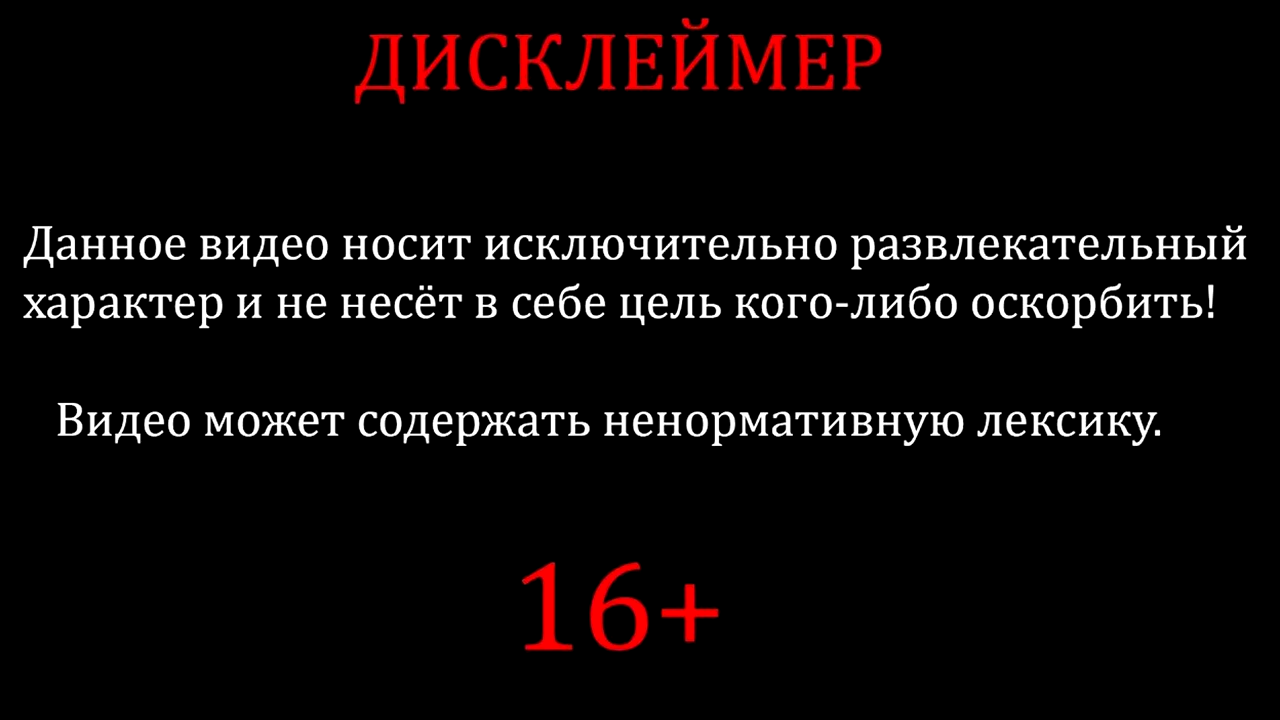 ДИСКЛЕЙМЕР
Данное видео носит исключительно развлекательный
характер и не несёт в себе цель кого-либо оскорбить!
Видео может содержать ненормативную лексику.
16+